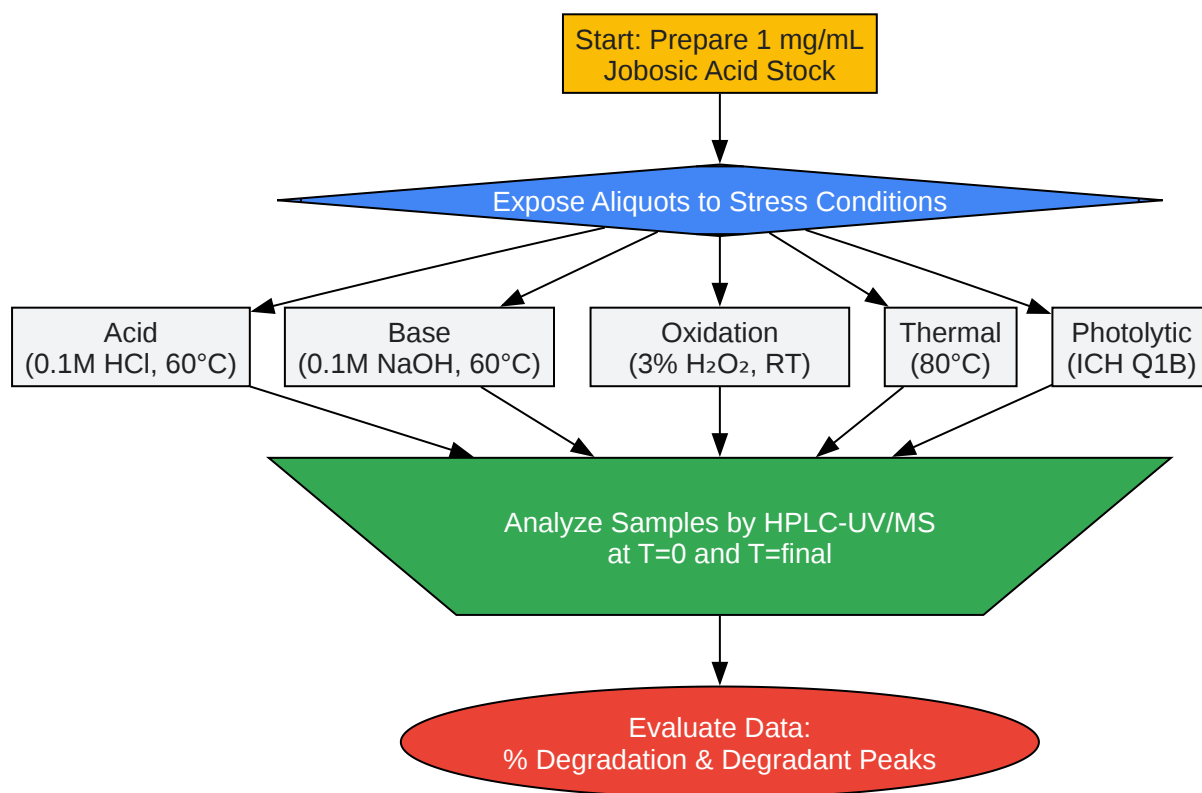 Start: Prepare 1 mg/mL
Jobosic Acid Stock
Expose Aliquots to Stress Conditions
Acid
(0.1M HCl, 60°C)
Base
(0.1M NaOH, 60°C)
Oxidation
(3% H₂O₂, RT)
Thermal
(80°C)
Photolytic
(ICH Q1B)
Analyze Samples by HPLC-UV/MS
at T=0 and T=final
Evaluate Data:
% Degradation & Degradant Peaks